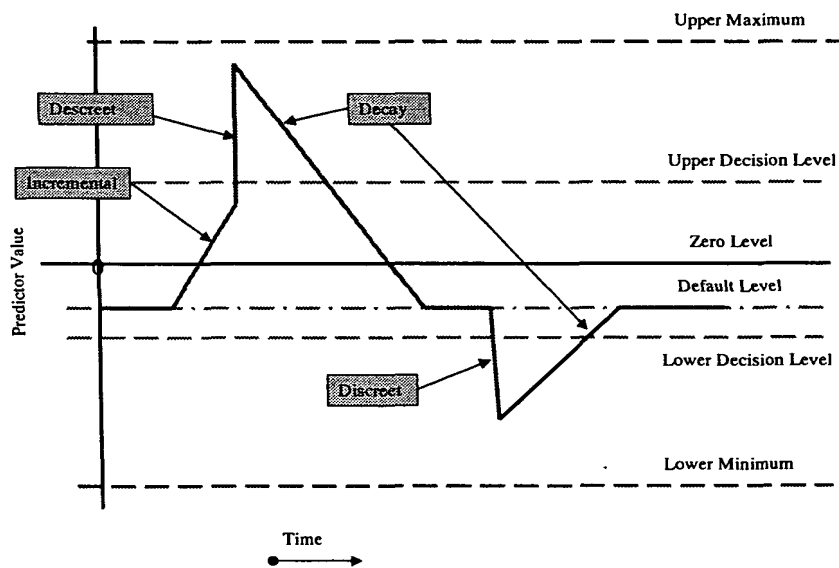 Upper Maximum
Descreet
Decay
Upper Decision Level
Incremental
Zero Level
0
Predictor Value
Default Level
Lower Decision Level
Discreet
Lower Minimum
Time